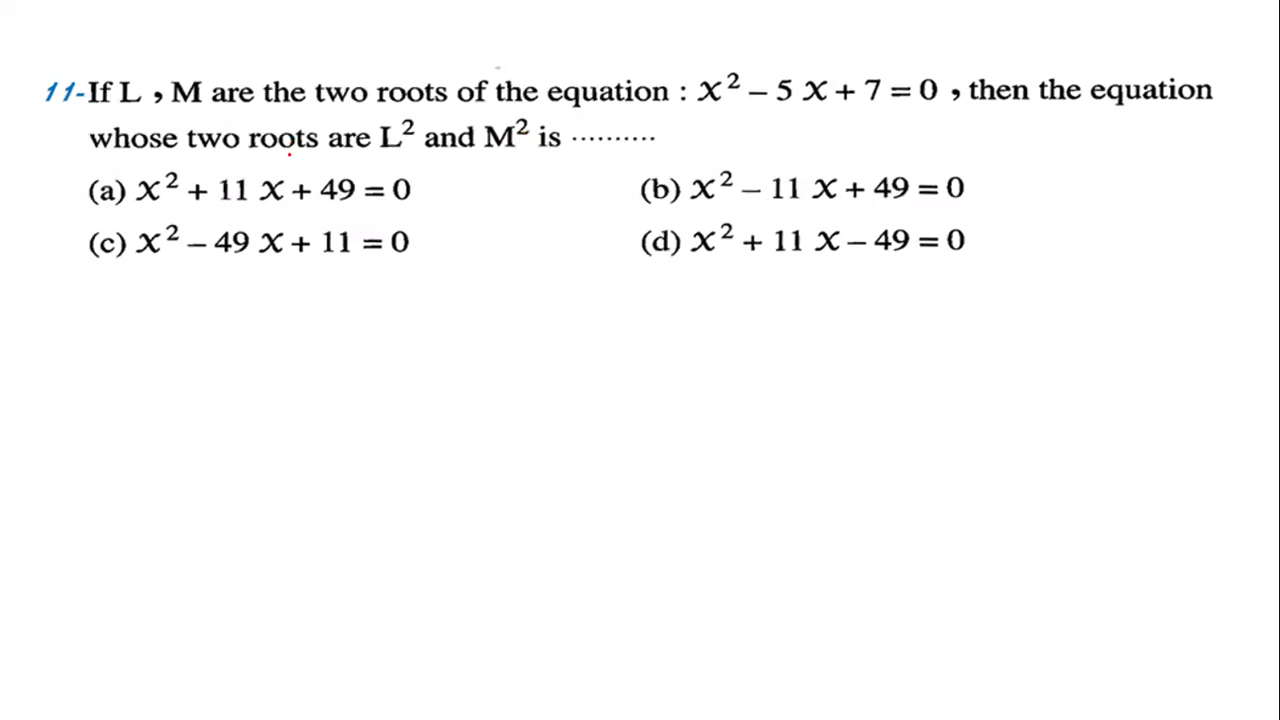 11-If L , M are the two roots of the equation : x² – 5 x + 7 = 0 , then the equation
whose two roots are L² and M² is ··········
(a) x² + 11 x + 49 = 0 (b) x² – 11 x + 49 = 0
(c) x² – 49 x + 11 = 0 (d) x² + 11 x – 49 = 0